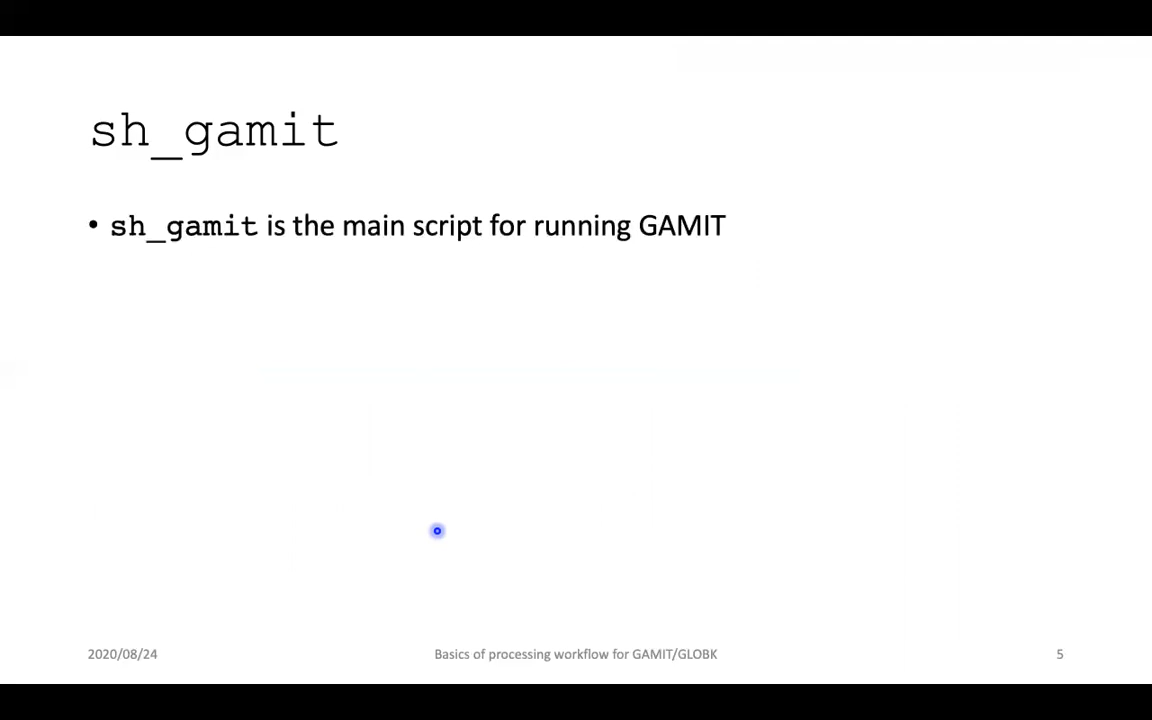 sh_gamit
• sh_gamit is the main script for running GAMIT
2020/08/24
Basics of processing workflow for GAMIT/GLOBK
5